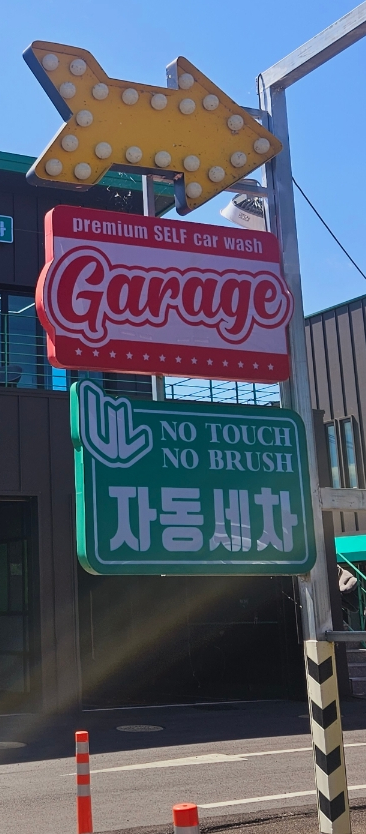 premium SELF car wash
Garage
NO TOUCH
NO BRUSH
자동세차